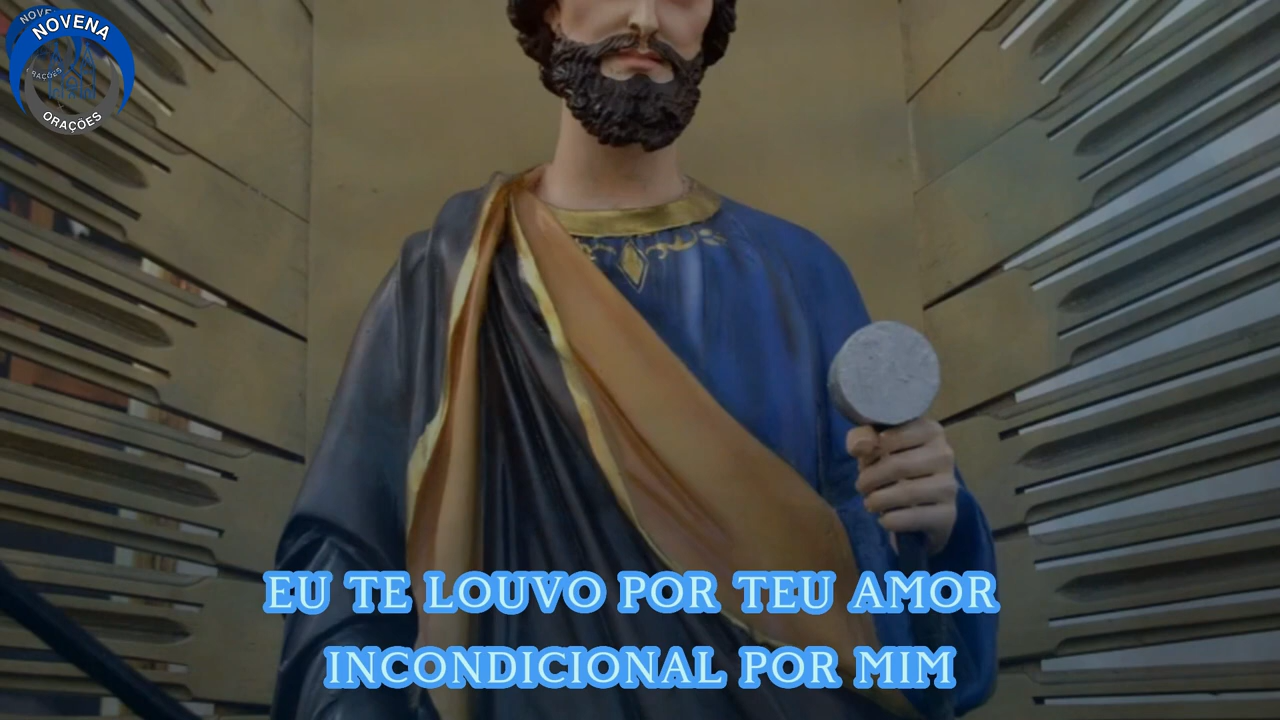 NOVENA
ORAÇÕES
EU TE LOUVO POR TEU AMOR
INCONDICIONAL POR MIM